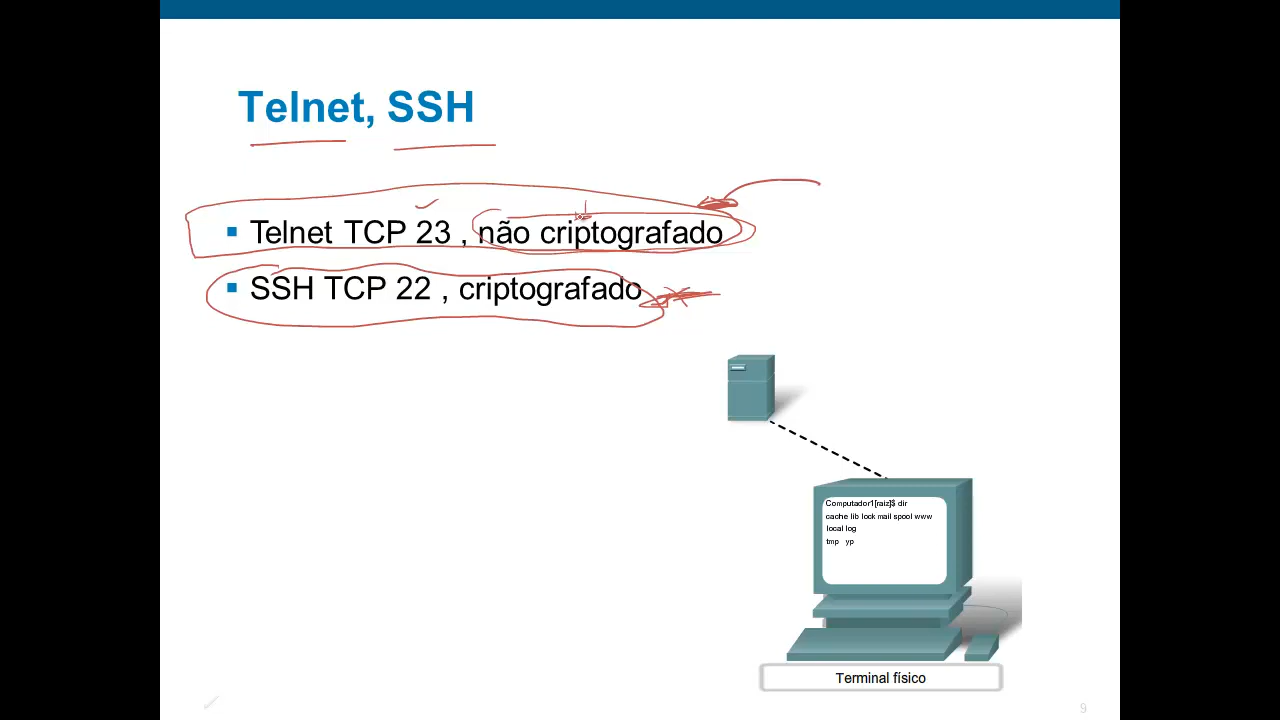 Telnet, SSH
Telnet TCP 23 , não criptografado
SSH TCP 22 , criptografado
Computador1[raiz]$ dir
cache lib lock mail spool www
local log
tmp yp
Terminal físico
9